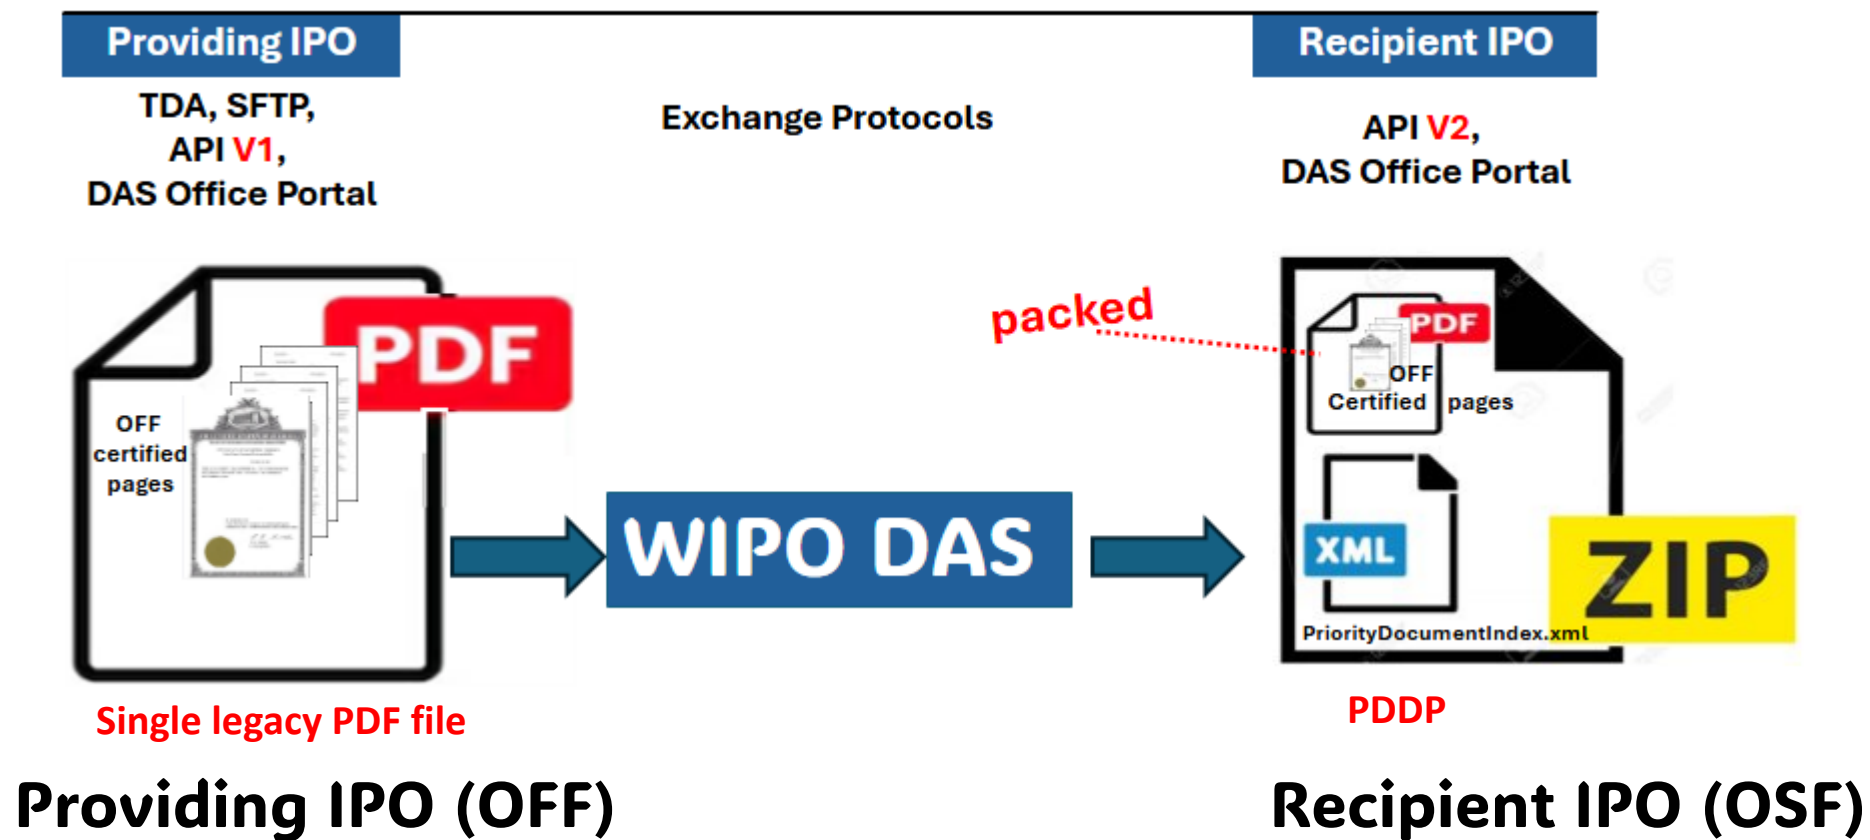 Providing IPO
Recipient IPO
TDA, SFTP,
API V1,
DAS Office Portal
Exchange Protocols
API V2,
DAS Office Portal
PDF
OFF
certified
pages
packed
PDF
OFF
Certified pages
WIPO DAS
XML
ZIP
PriorityDocumentIndex.xml
Single legacy PDF file
PDDP
Providing IPO (OFF)
Recipient IPO (OSF)